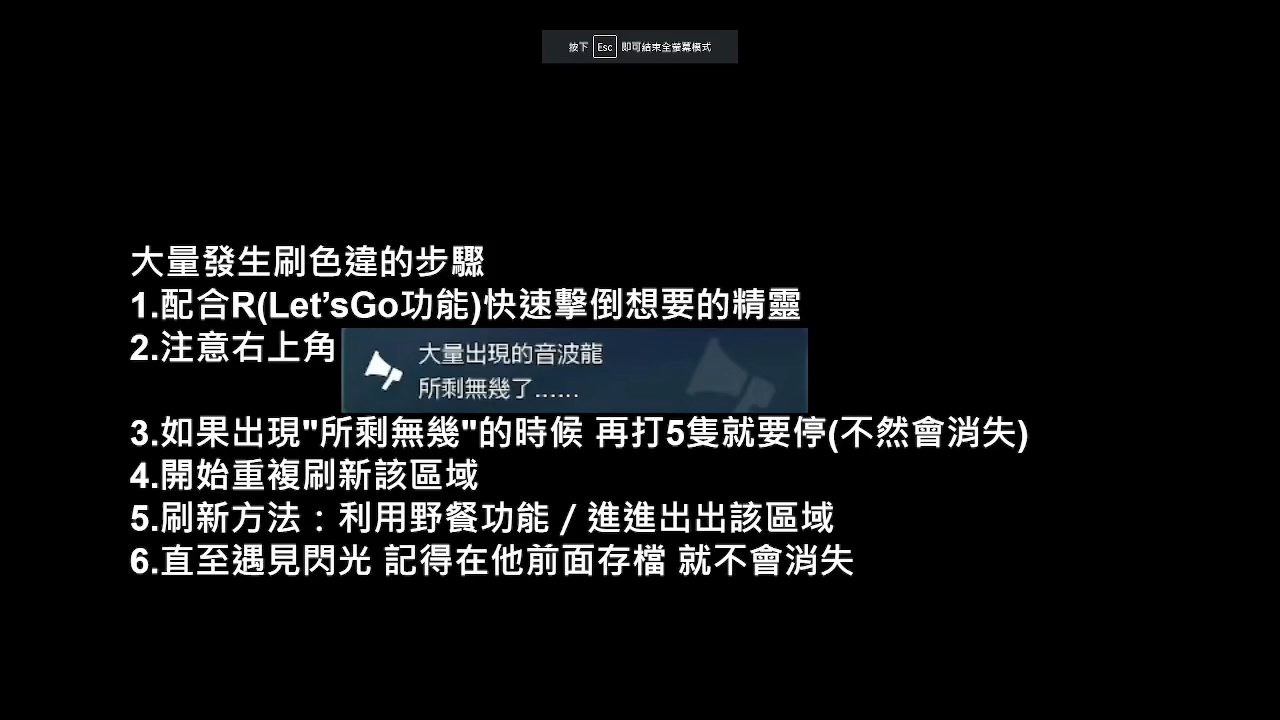 按下 Esc 即可結束全螢幕模式
大量發生刷色違的步驟
1.配合R(Let’sGo功能)快速擊倒想要的精靈
2.注意右上角
大量出現的音波龍
所剩無幾了......
3.如果出現"所剩無幾"的時候 再打5隻就要停(不然會消失)
4.開始重複刷新該區域
5.刷新方法：利用野餐功能 / 進進出出該區域
6.直至遇見閃光 記得在他前面存檔 就不會消失